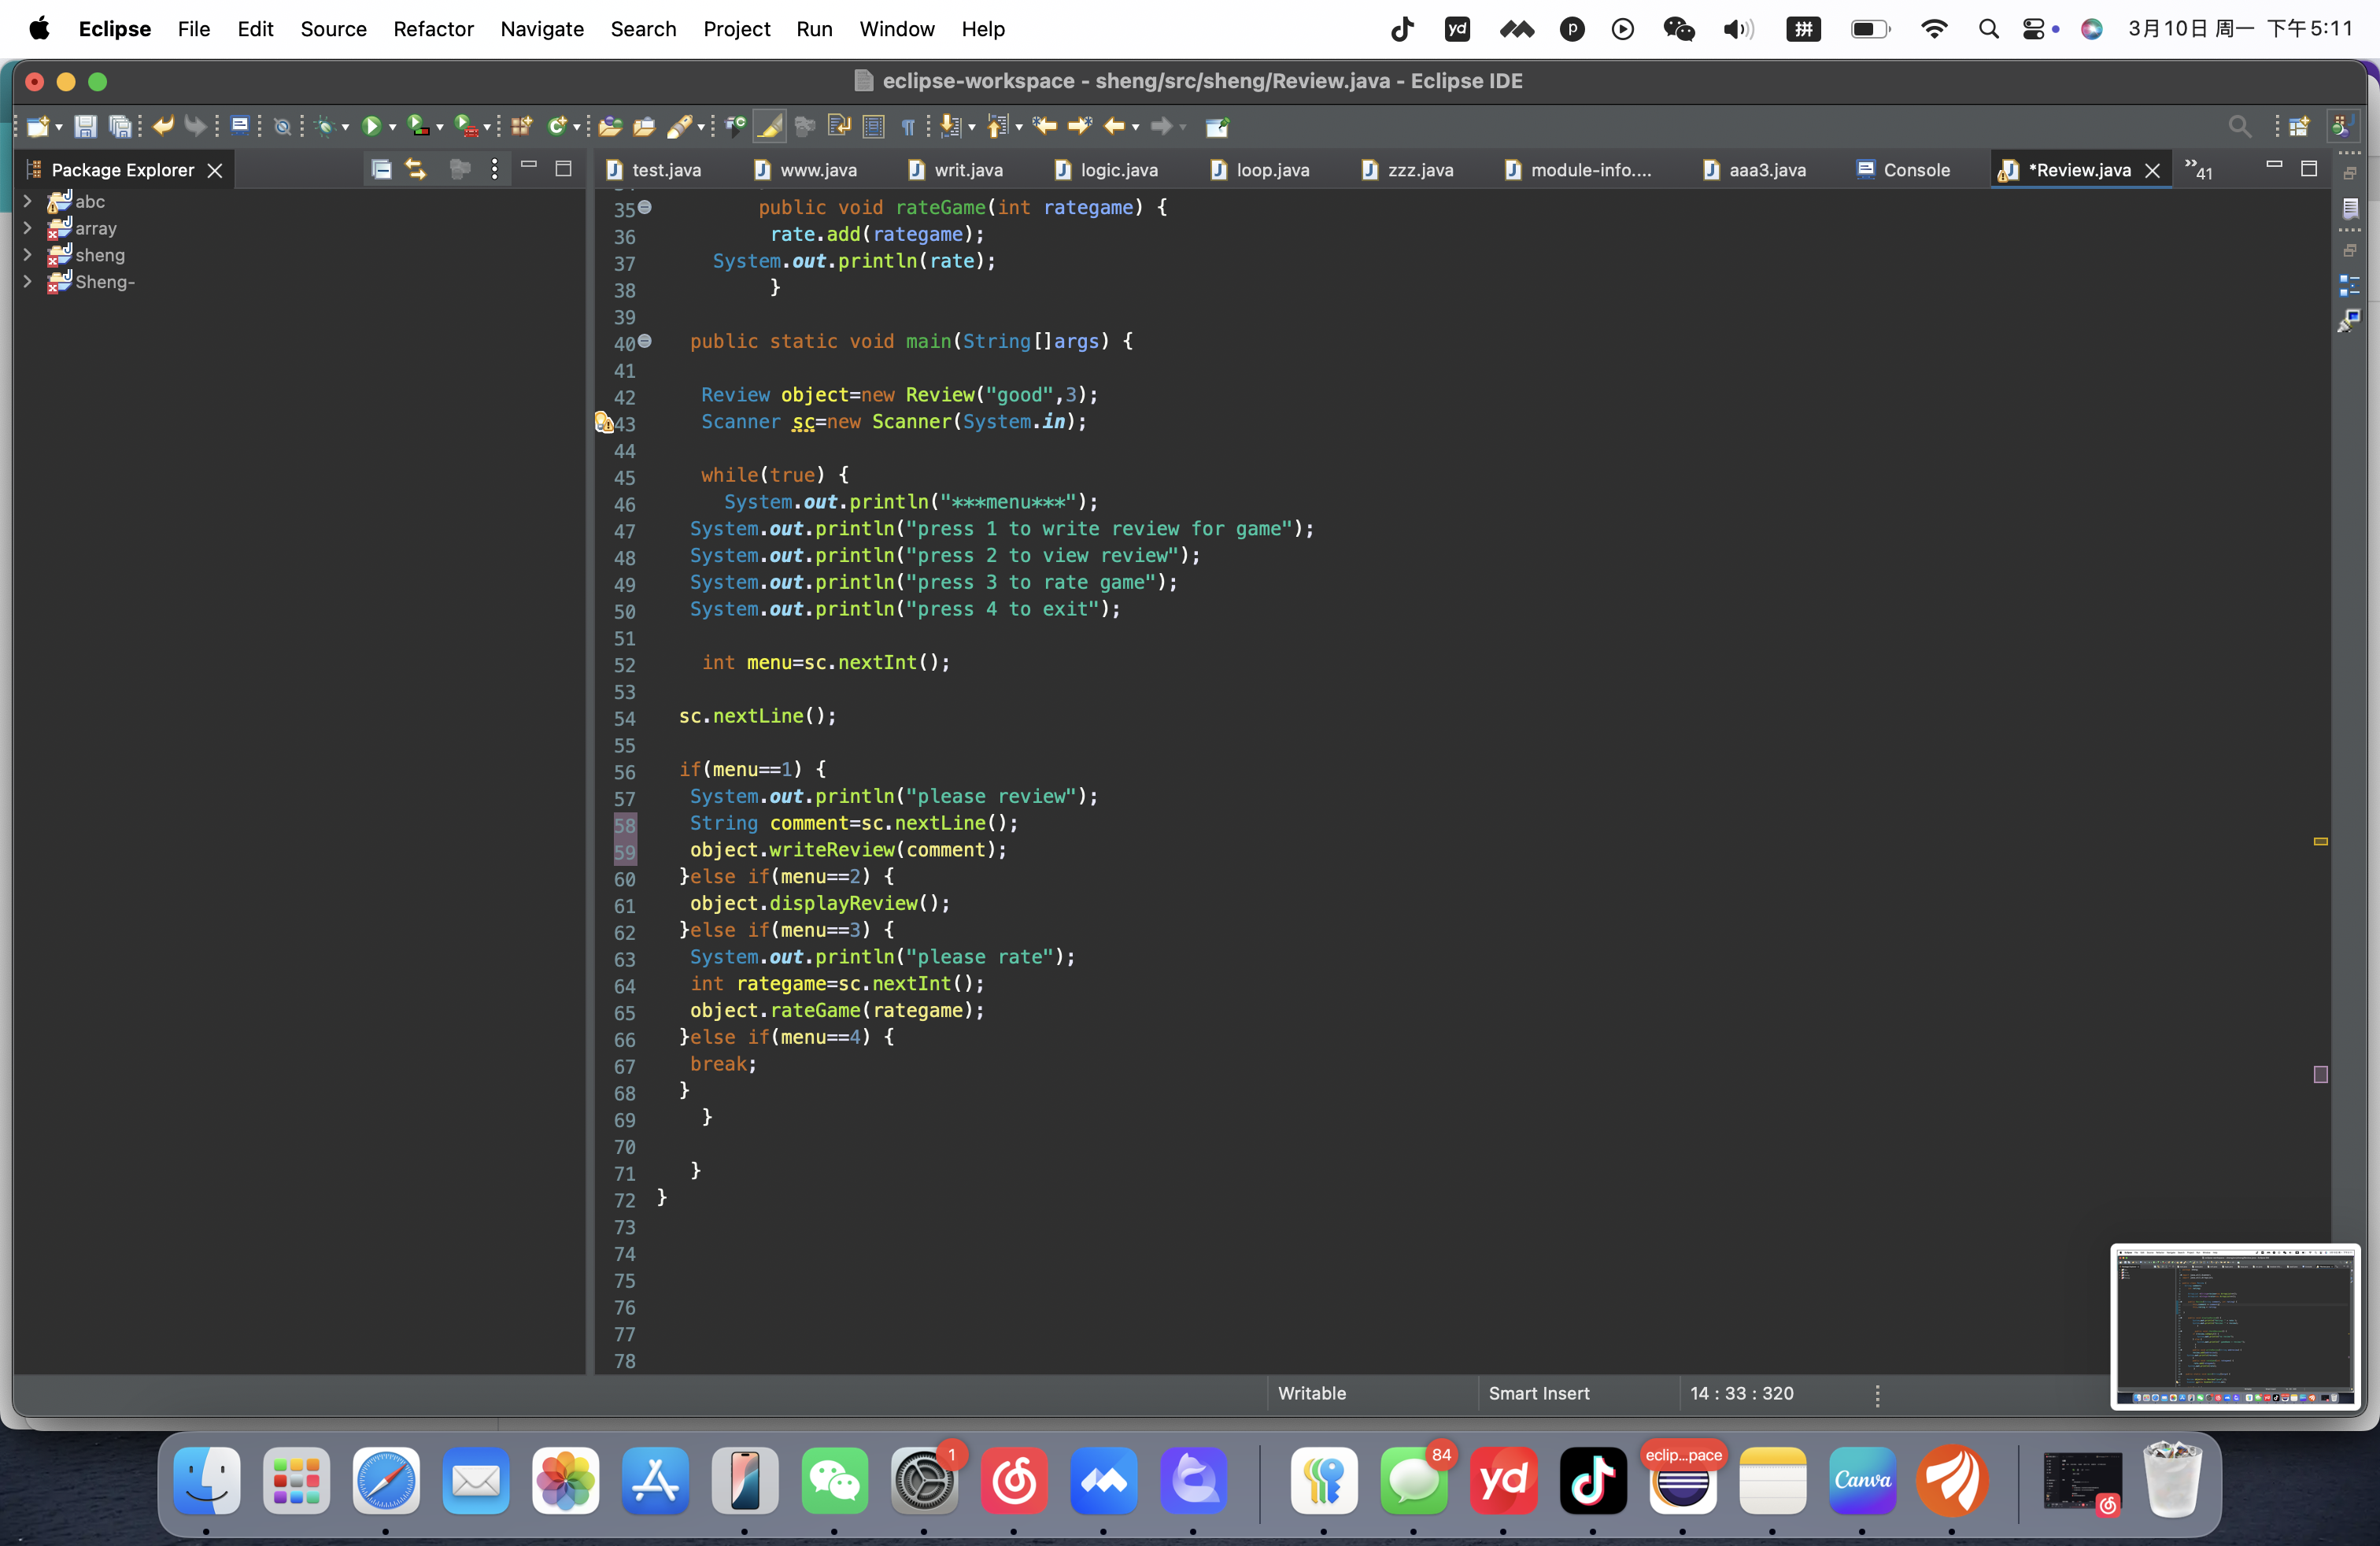 Eclipse File Edit Source Refactor Navigate Search Project Run Window Help yd 拼 3月10日 周一 下午5:11
eclipse-workspace - sheng/src/sheng/Review.java - Eclipse IDE
Package Explorer
test.java www.java writ.java logic.java loop.java zzz.java module-info.... aaa3.java Console *Review.java 41
abc
array
sheng
Sheng-
35 public void rateGame(int rategame) {
36 rate.add(rategame);
37 System.out.println(rate);
38 }
39
40 public static void main(String[]args) {
41
42 Review object=new Review("good",3);
43 Scanner sc=new Scanner(System.in);
44
45 while(true) {
46 System.out.println("***menu***");
47 System.out.println("press 1 to write review for game");
48 System.out.println("press 2 to view review");
49 System.out.println("press 3 to rate game");
50 System.out.println("press 4 to exit");
51
52 int menu=sc.nextInt();
53
54 sc.nextLine();
55
56 if(menu==1) {
57 System.out.println("please review");
58 String comment=sc.nextLine();
59 object.writeReview(comment);
60 }else if(menu==2) {
61 object.displayReview();
62 }else if(menu==3) {
63 System.out.println("please rate");
64 int rategame=sc.nextInt();
65 object.rateGame(rategame);
66 }else if(menu==4) {
67 break;
68 }
69 }
70
71 }
72 }
73
74
75
76
77
78
Writable Smart Insert 14 : 33 : 320
1 84 yd eclip...pace Canva